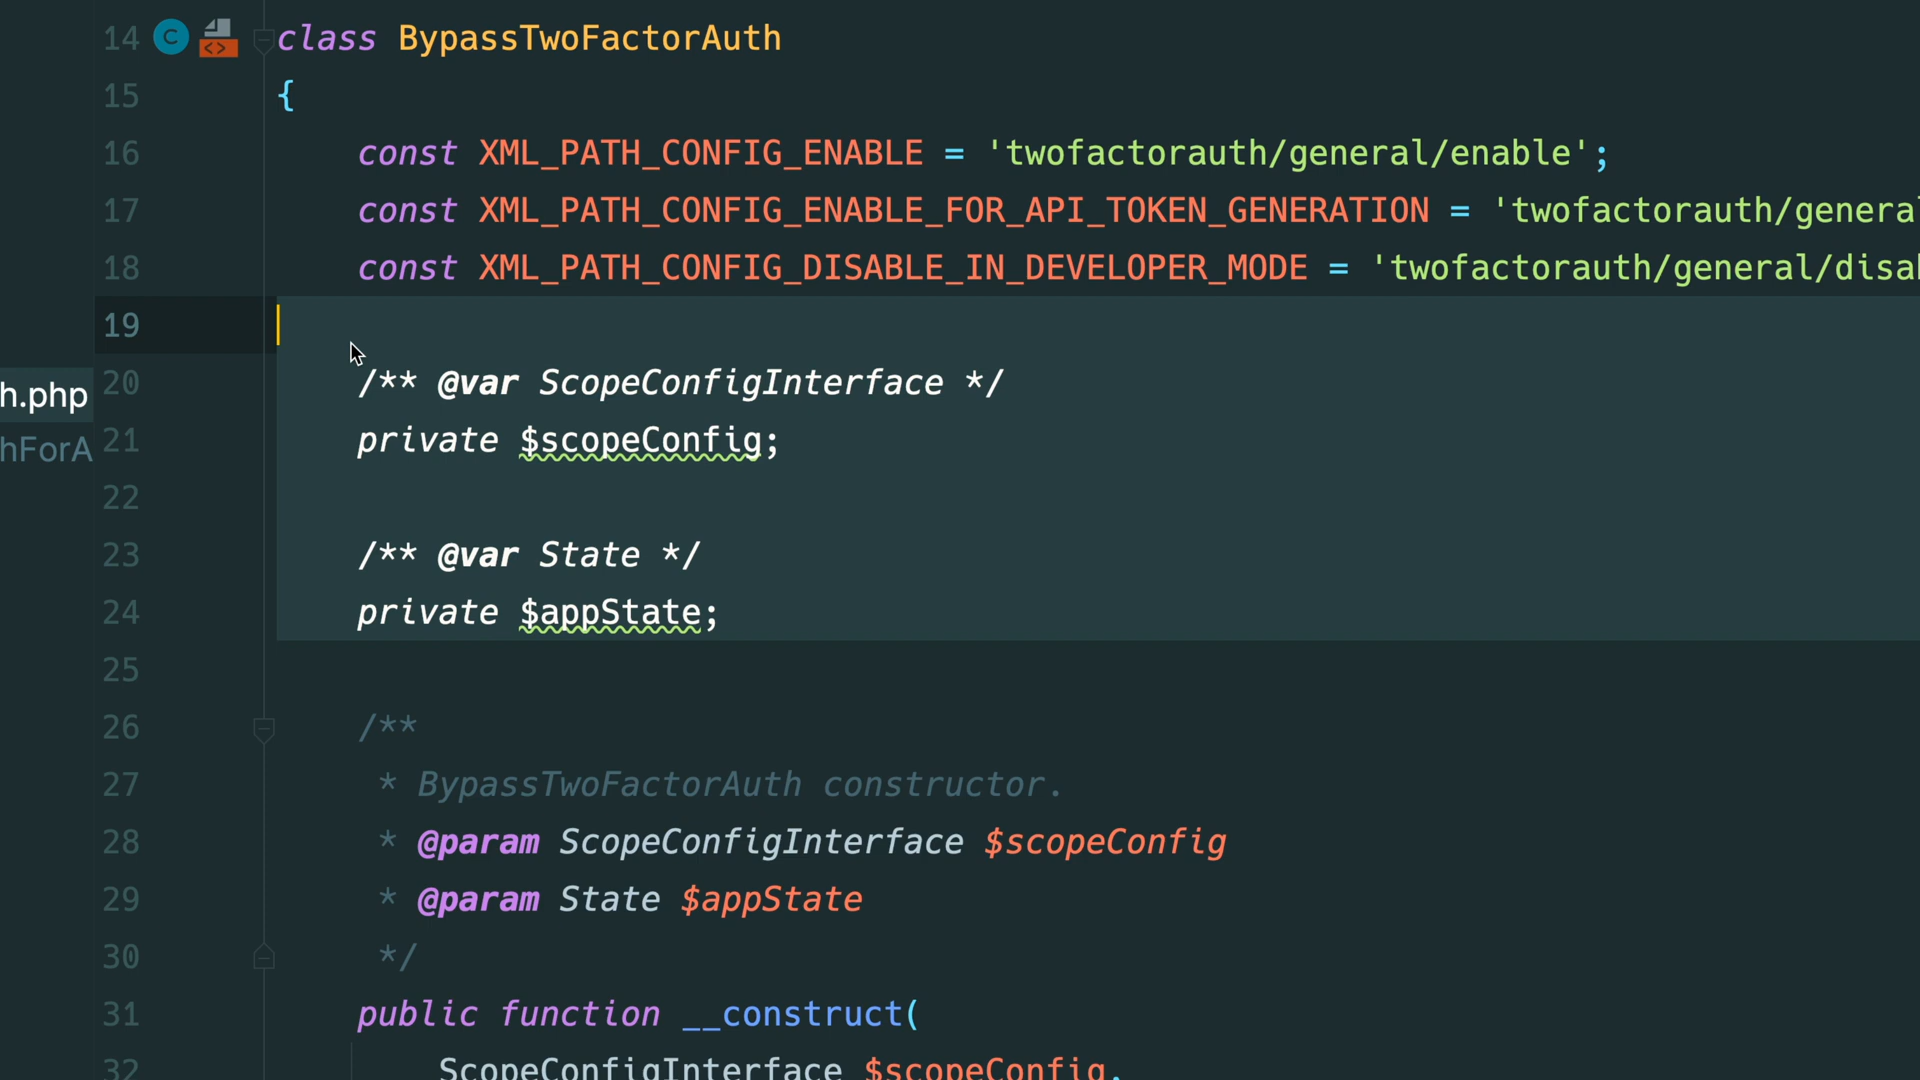 14 C <> class BypassTwoFactorAuth
15 {
16 const XML_PATH_CONFIG_ENABLE = 'twofactorauth/general/enable';
17 const XML_PATH_CONFIG_ENABLE_FOR_API_TOKEN_GENERATION = 'twofactorauth/general
18 const XML_PATH_CONFIG_DISABLE_IN_DEVELOPER_MODE = 'twofactorauth/general/disa
19
h.php 20 /** @var ScopeConfigInterface */
hForA 21 private $scopeConfig;
22
23 /** @var State */
24 private $appState;
25
26 /**
27 * BypassTwoFactorAuth constructor.
28 * @param ScopeConfigInterface $scopeConfig
29 * @param State $appState
30 */
31 public function __construct(
32 ScopeConfigInterface $scopeConfig,